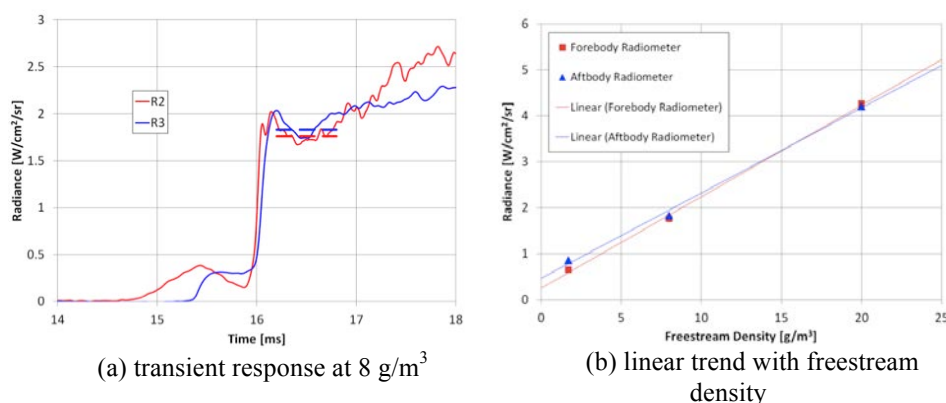 3
2.5
2
1.5
1
0.5
0
Radiance [W/cm²/sr]
R2
R3
14 15 16 17 18
Time [ms]
(a) transient response at 8 g/m³
6
5
4
3
2
1
0
Radiance [W/cm²/sr]
Forebody Radiometer
Aftbody Radiometer
Linear (Forebody Radiometer)
Linear (Aftbody Radiometer)
0 5 10 15 20 25
Freestream Density [g/m³]
(b) linear trend with freestream
density